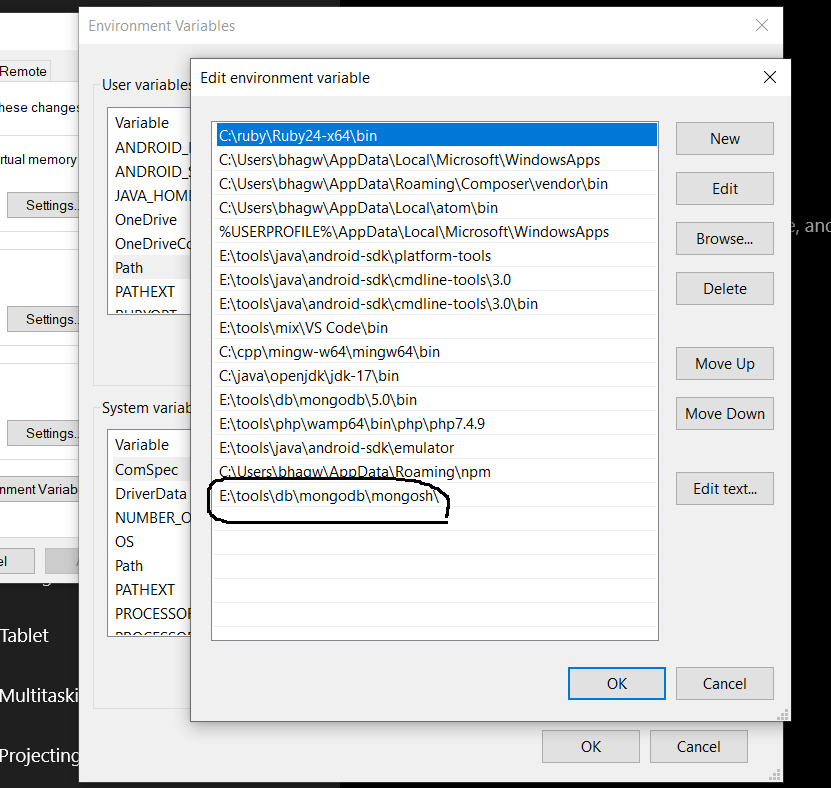 Environment Variables
Edit environment variable
Remote
hese changes
rtual memory
Settings..
Settings..
Settings..
nment Variab
el
User variables
Variable
ANDROID_
ANDROID_S
JAVA_HOME
OneDrive
OneDriveCo
Path
PATHEXT
System variab
Variable
ComSpec
DriverData
NUMBER_O
OS
Path
PATHEXT
PROCESSOR
C:\ruby\Ruby24-x64\bin
C:\Users\bhagw\AppData\Local\Microsoft\WindowsApps
C:\Users\bhagw\AppData\Roaming\Composer\vendor\bin
C:\Users\bhagw\AppData\Local\atom\bin
%USERPROFILE%\AppData\Local\Microsoft\WindowsApps
E:\tools\java\android-sdk\platform-tools
E:\tools\java\android-sdk\cmdline-tools\3.0
E:\tools\java\android-sdk\cmdline-tools\3.0\bin
E:\tools\mix\VS Code\bin
C:\cpp\mingw-w64\mingw64\bin
C:\java\openjdk\jdk-17\bin
E:\tools\db\mongodb\5.0\bin
E:\tools\php\wamp64\bin\php\php7.4.9
E:\tools\java\android-sdk\emulator
C:\Users\bhagw\AppData\Roaming\npm
E:\tools\db\mongodb\mongosh\
New
Edit
Browse...
Delete
Move Up
Move Down
Edit text...
OK
Cancel
OK
Cancel
e, and
Tablet
Multitaski
Projecting